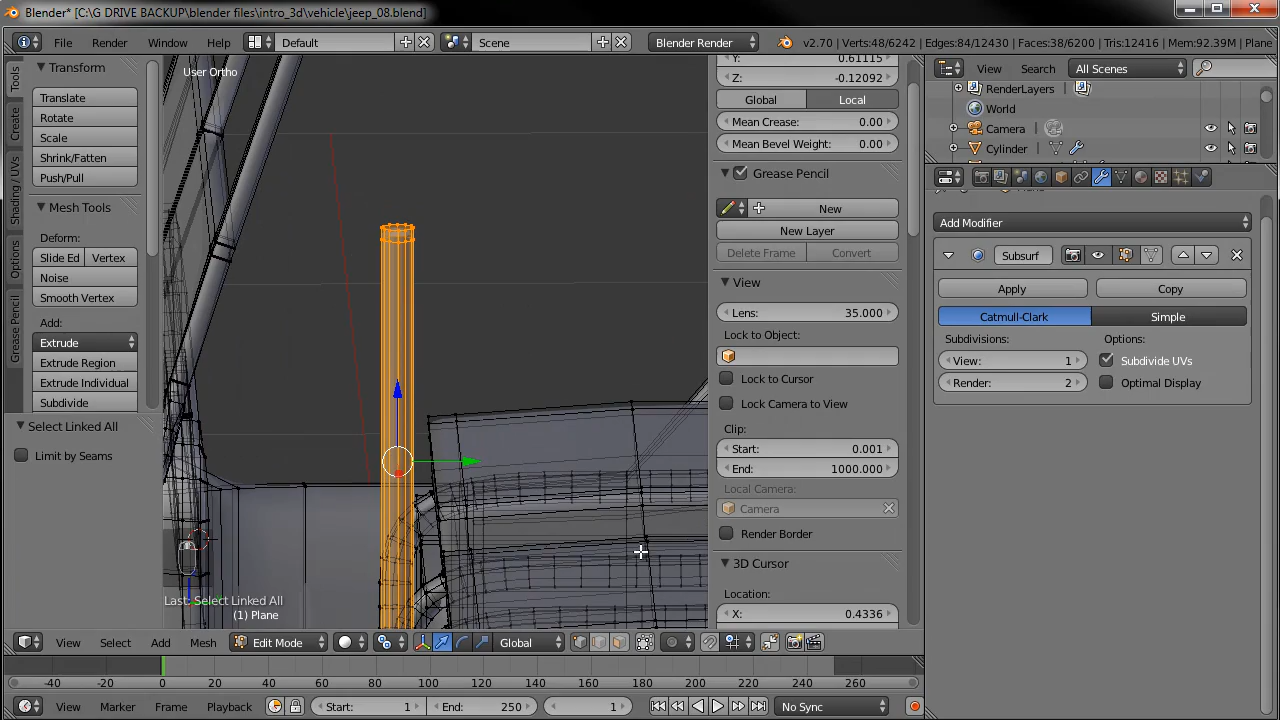 Blender* [C:\G DRIVE BACKUP\blender files\intro_3d\vehicle\jeep_08.blend]
File Render Window Help Default Scene Blender Render v2.70 | Verts:48/6242 | Edges:84/12430 | Faces:38/6200 | Tris:12416 | Mem:92.39M | Plane
Tools
Create
Shading / UVs
Options
Grease Pencil
Transform
Translate
Rotate
Scale
Shrink/Fatten
Push/Pull
Mesh Tools
Deform:
Slide Ed Vertex
Noise
Smooth Vertex
Add:
Extrude
Extrude Region
Extrude Individual
Subdivide
Select Linked All
Limit by Seams
User Ortho
Last: Select Linked All
(1) Plane
Y: 0.61115
Z: -0.12092
Global Local
Mean Crease: 0.00
Mean Bevel Weight: 0.00
Grease Pencil
New
New Layer
Delete Frame Convert
View
Lens: 35.000
Lock to Object:
Lock to Cursor
Lock Camera to View
Clip:
Start: 0.001
End: 1000.000
Local Camera:
Camera
Render Border
3D Cursor
Location:
X: 0.4336
View Search All Scenes
RenderLayers
World
Camera
Cylinder
Add Modifier
Subsurf
Apply Copy
Catmull-Clark Simple
Subdivisions: Options:
View: 1 Subdivide UVs
Render: 2 Optimal Display
View Select Add Mesh Edit Mode Global
-40 -20 0 20 40 60 80 100 120 140 160 180 200 220 240 260
View Marker Frame Playback Start: 1 End: 250 1 No Sync